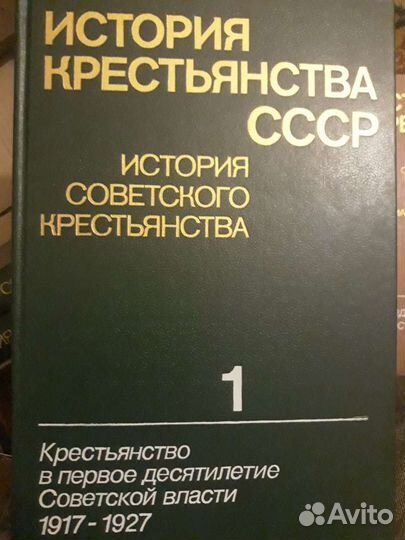 ИСТОРИЯ
КРЕСТЬЯНСТВА
СССР
ИСТОРИЯ
СОВЕТСКОГО
КРЕСТЬЯНСТВА
1
Крестьянство
в первое десятилетие
Советской власти
1917-1927
Avito